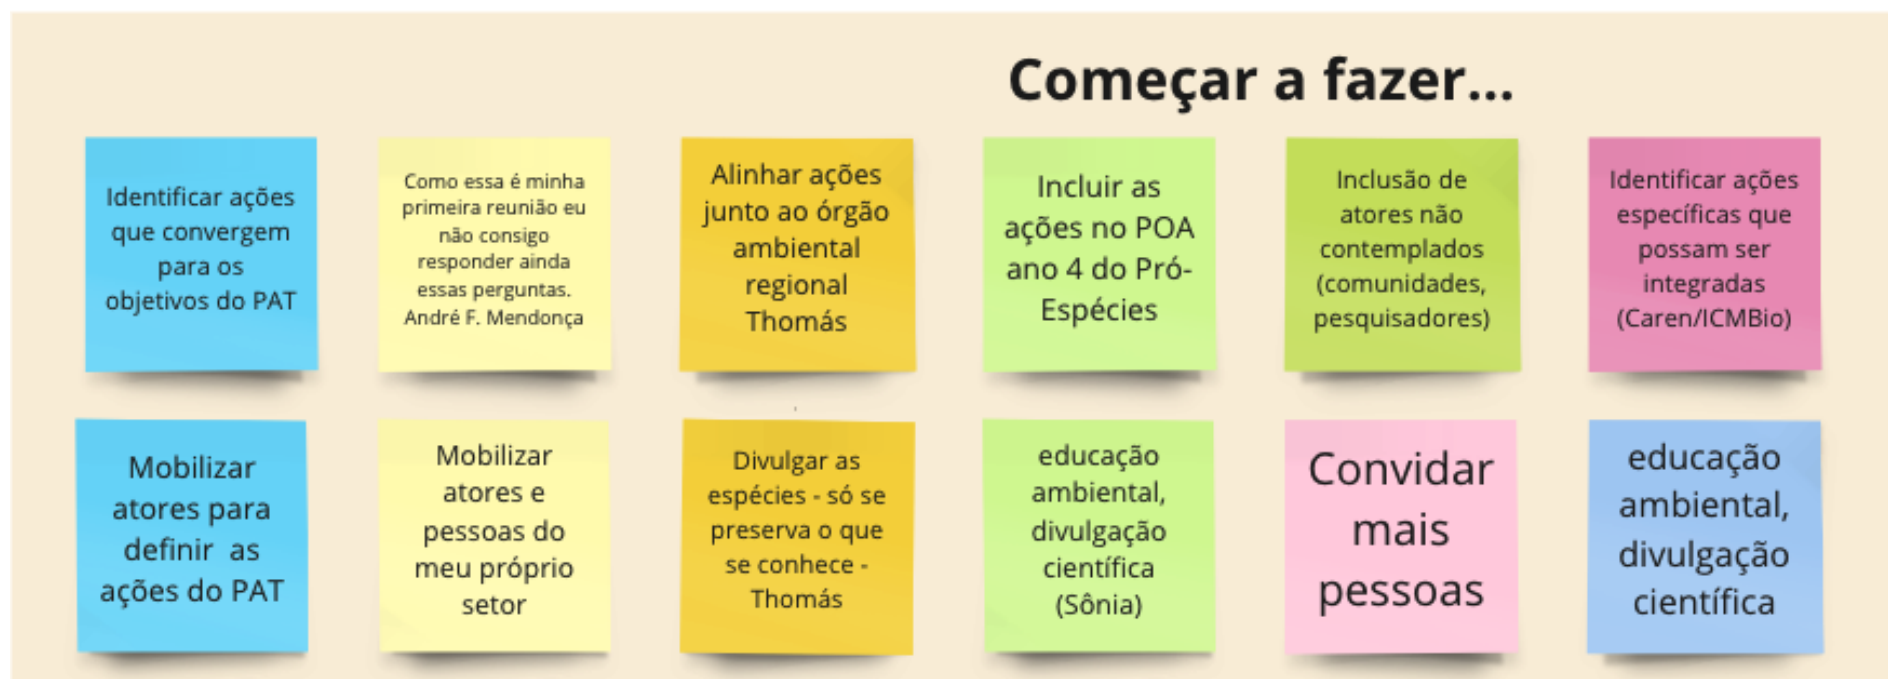 Começar a fazer...
Identificar ações
que convergem
para os
objetivos do PAT
Como essa é minha
primeira reunião eu
não consigo
responder ainda
essas perguntas.
André F. Mendonça
Alinhar ações
junto ao órgão
ambiental
regional
Thomás
Incluir as
ações no POA
ano 4 do Pró-
Espécies
Inclusão de
atores não
contemplados
(comunidades,
pesquisadores)
Identificar ações
específicas que
possam ser
integradas
(Caren/ICMBio)
Mobilizar
atores para
definir as
ações do PAT
Mobilizar
atores e
pessoas do
meu próprio
setor
Divulgar as
espécies - só se
preserva o que
se conhece -
Thomás
educação
ambiental,
divulgação
científica
(Sônia)
Convidar
mais
pessoas
educação
ambiental,
divulgação
científica